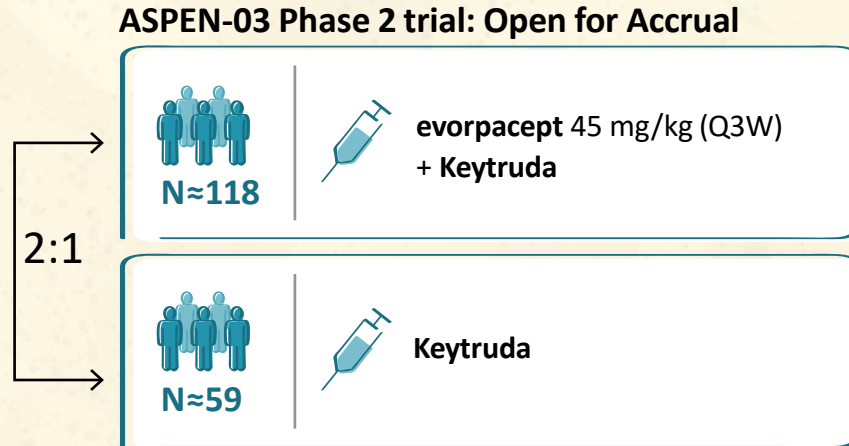 ASPEN-03 Phase 2 trial: Open for Accrual
2:1
N≈118
evorpacept 45 mg/kg (Q3W)
+ Keytruda
N≈59
Keytruda